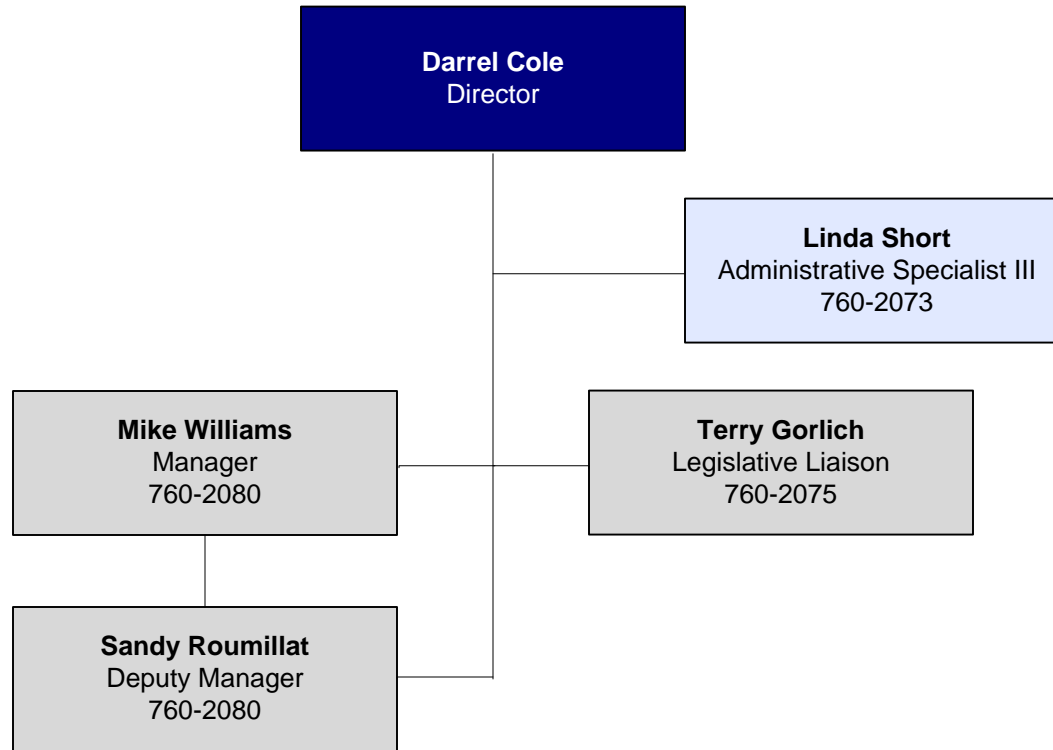 Darrel Cole
Director
Linda Short
Administrative Specialist III
760-2073
Mike Williams
Manager
760-2080
Terry Gorlich
Legislative Liaison
760-2075
Sandy Roumillat
Deputy Manager
760-2080